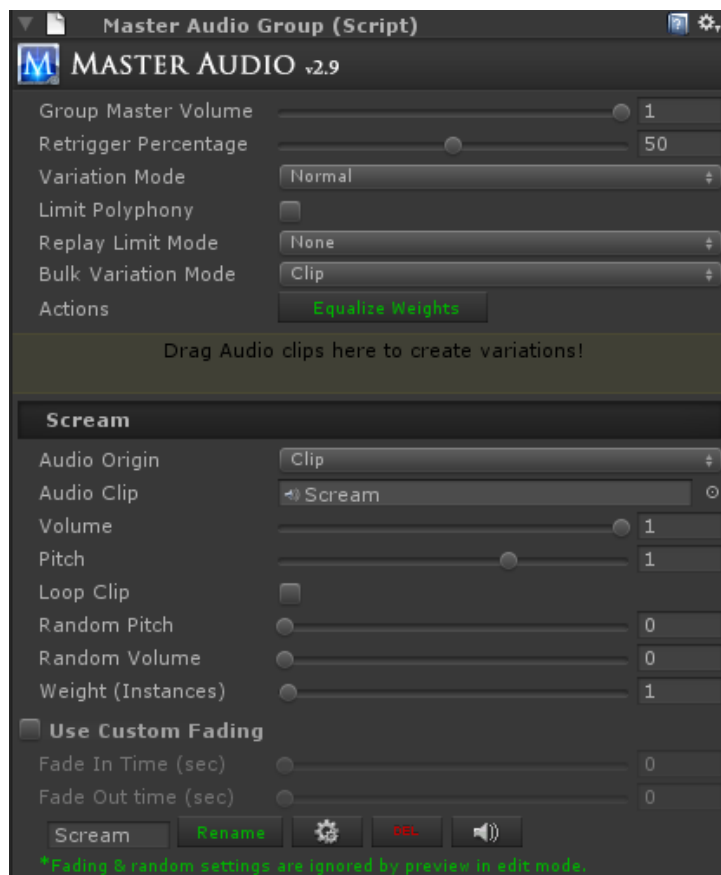 Master Audio Group (Script)
MASTER AUDIO v2.9
Group Master Volume 1
Retrigger Percentage 50
Variation Mode Normal
Limit Polyphony
Replay Limit Mode None
Bulk Variation Mode Clip
Actions Equalize Weights
Drag Audio clips here to create variations!
Scream
Audio Origin Clip
Audio Clip Scream
Volume 1
Pitch 1
Loop Clip
Random Pitch 0
Random Volume 0
Weight (Instances) 1
Use Custom Fading
Fade In Time (sec) 0
Fade Out time (sec) 0
Scream Rename DEL
*Fading & random settings are ignored by preview in edit mode.